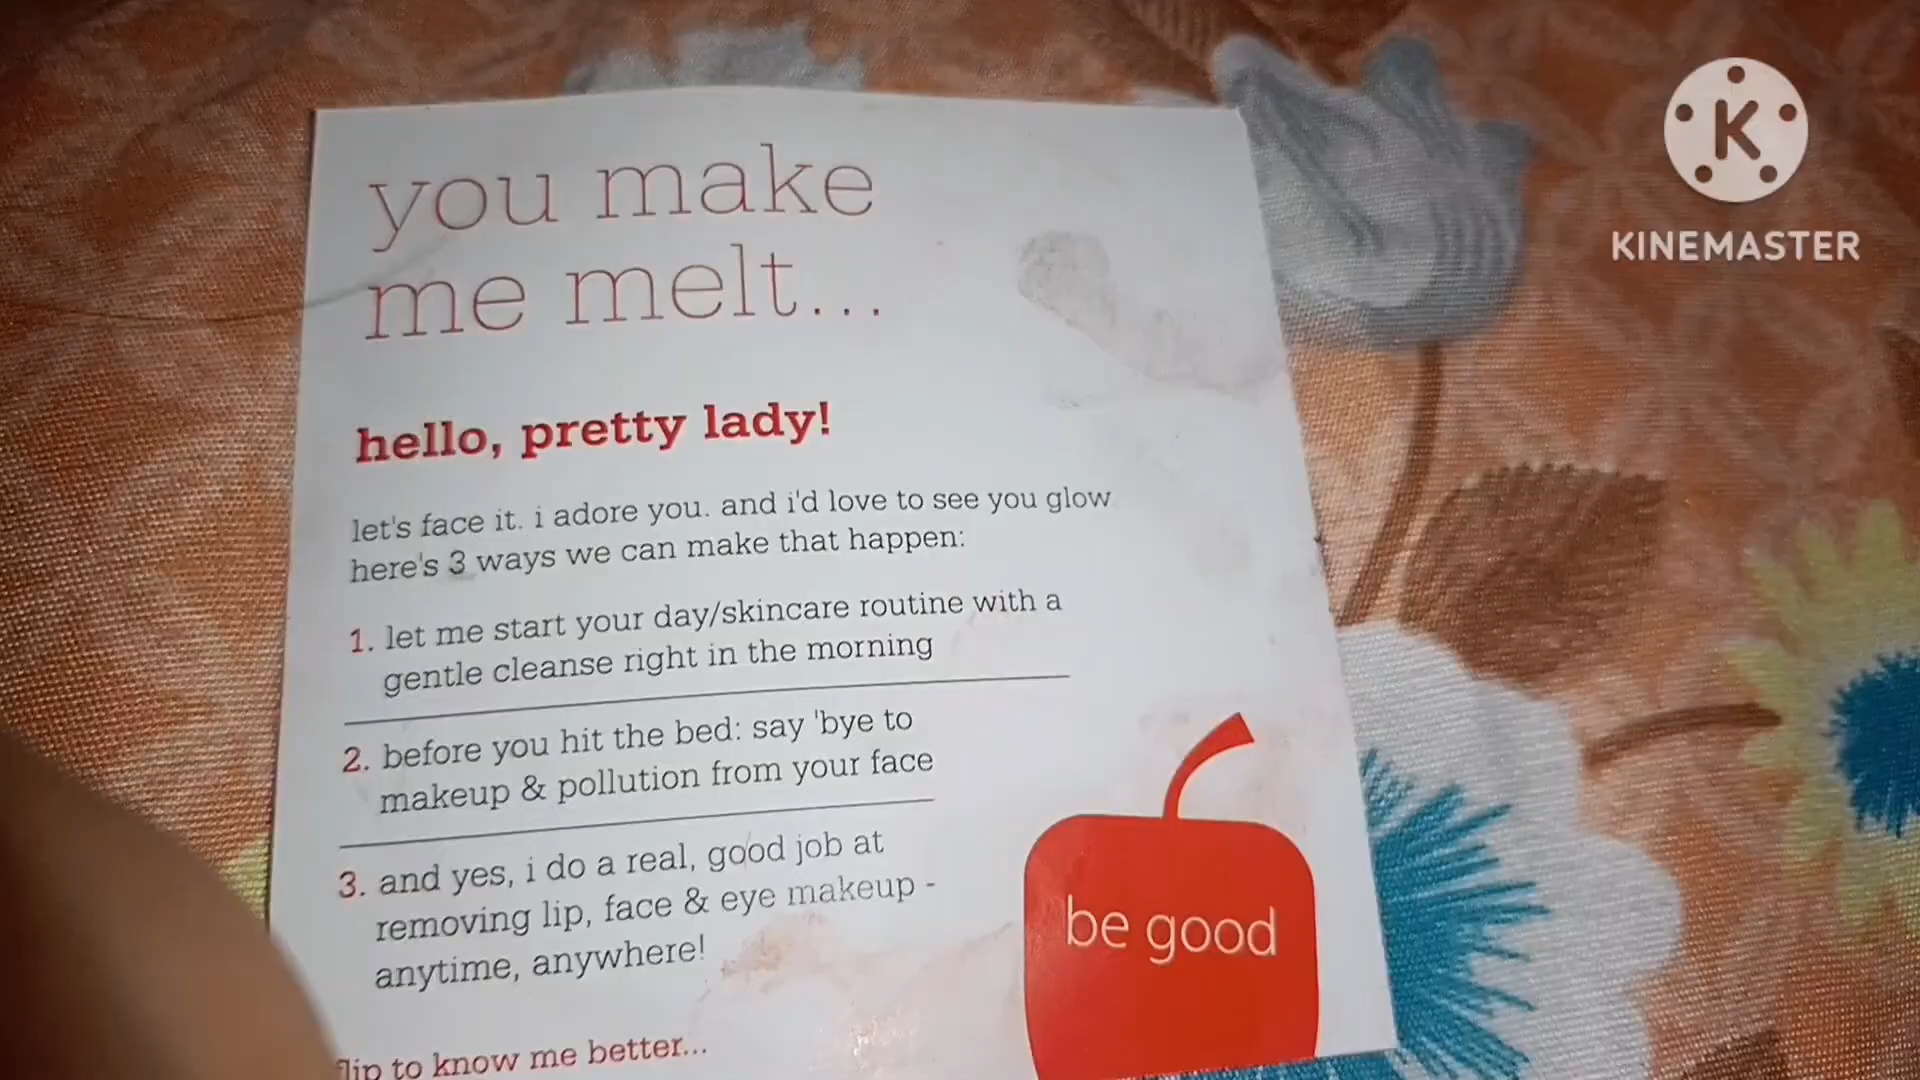 you make
me melt...
hello, pretty lady!
let's face it. i adore you. and i'd love to see you glow
here's 3 ways we can make that happen:
1. let me start your day/skincare routine with a
gentle cleanse right in the morning
2. before you hit the bed: say 'bye to
makeup & pollution from your face
3. and yes, i do a real, good job at
removing lip, face & eye makeup -
anytime, anywhere!
be good
flip to know me better...
K
KINEMASTER